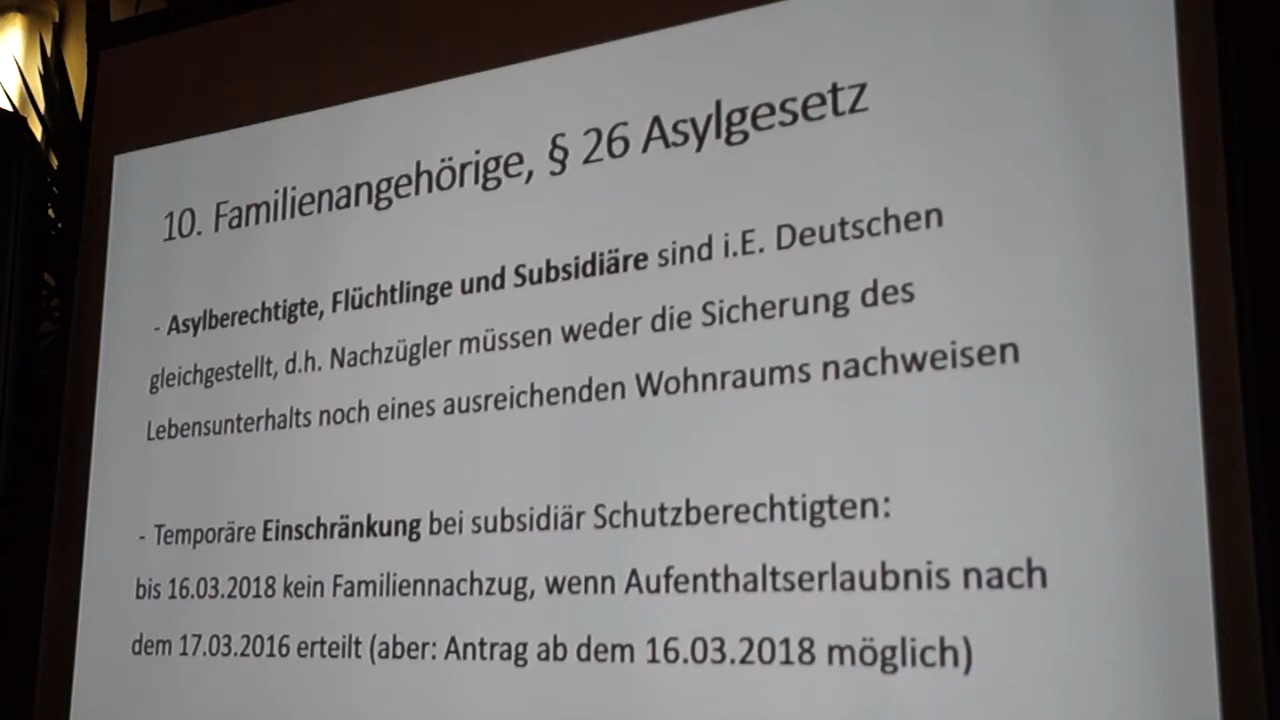 10. Familienangehörige, § 26 Asylgesetz
- Asylberechtigte, Flüchtlinge und Subsidiäre sind i.E. Deutschen
gleichgestellt, d.h. Nachzügler müssen weder die Sicherung des
Lebensunterhalts noch eines ausreichenden Wohnraums nachweisen
- Temporäre Einschränkung bei subsidiär Schutzberechtigten:
bis 16.03.2018 kein Familiennachzug, wenn Aufenthaltserlaubnis nach
dem 17.03.2016 erteilt (aber: Antrag ab dem 16.03.2018 möglich)